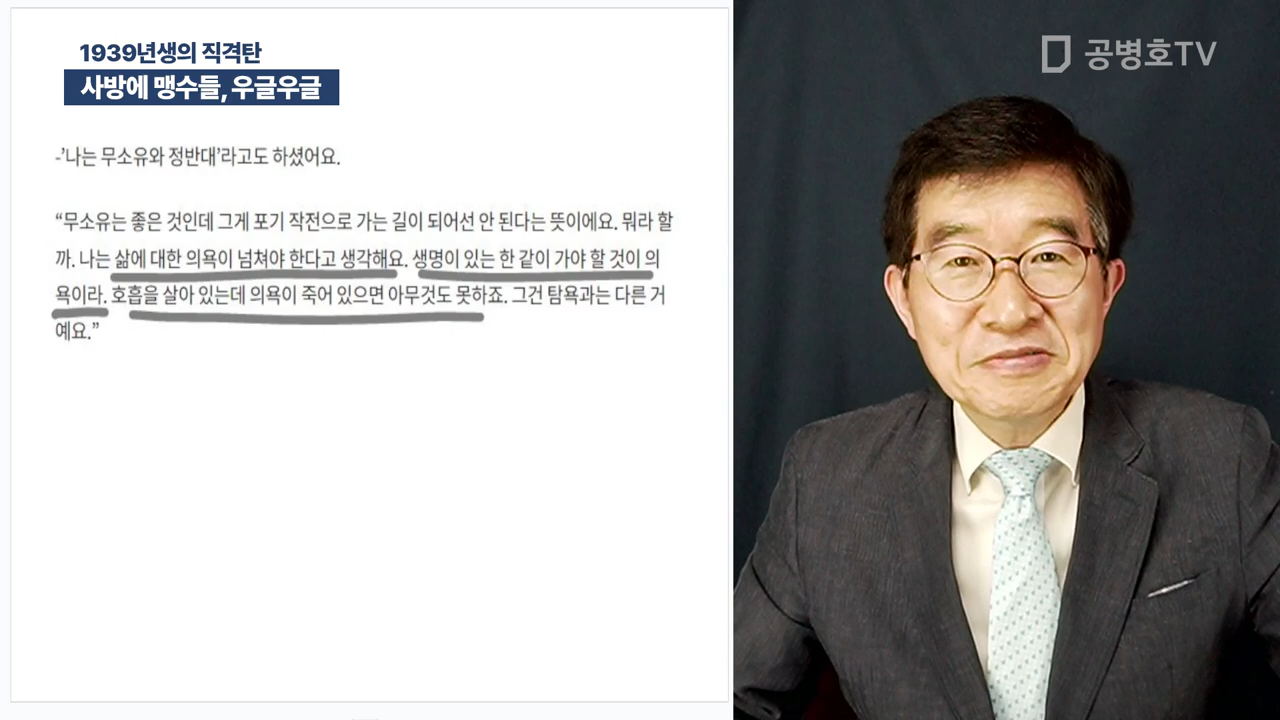 1939년생의 직격탄
사방에 맹수들, 우글우글
공병호TV
-’나는 무소유와 정반대’라고도 하셨어요.
“무소유는 좋은 것인데 그게 포기 작전으로 가는 길이 되어선 안 된다는 뜻이에요. 뭐라 할
까. 나는 삶에 대한 의욕이 넘쳐야 한다고 생각해요. 생명이 있는 한 같이 가야 할 것이 의
욕이라. 호흡을 살아 있는데 의욕이 죽어 있으면 아무것도 못하죠. 그건 탐욕과는 다른 거
예요.”